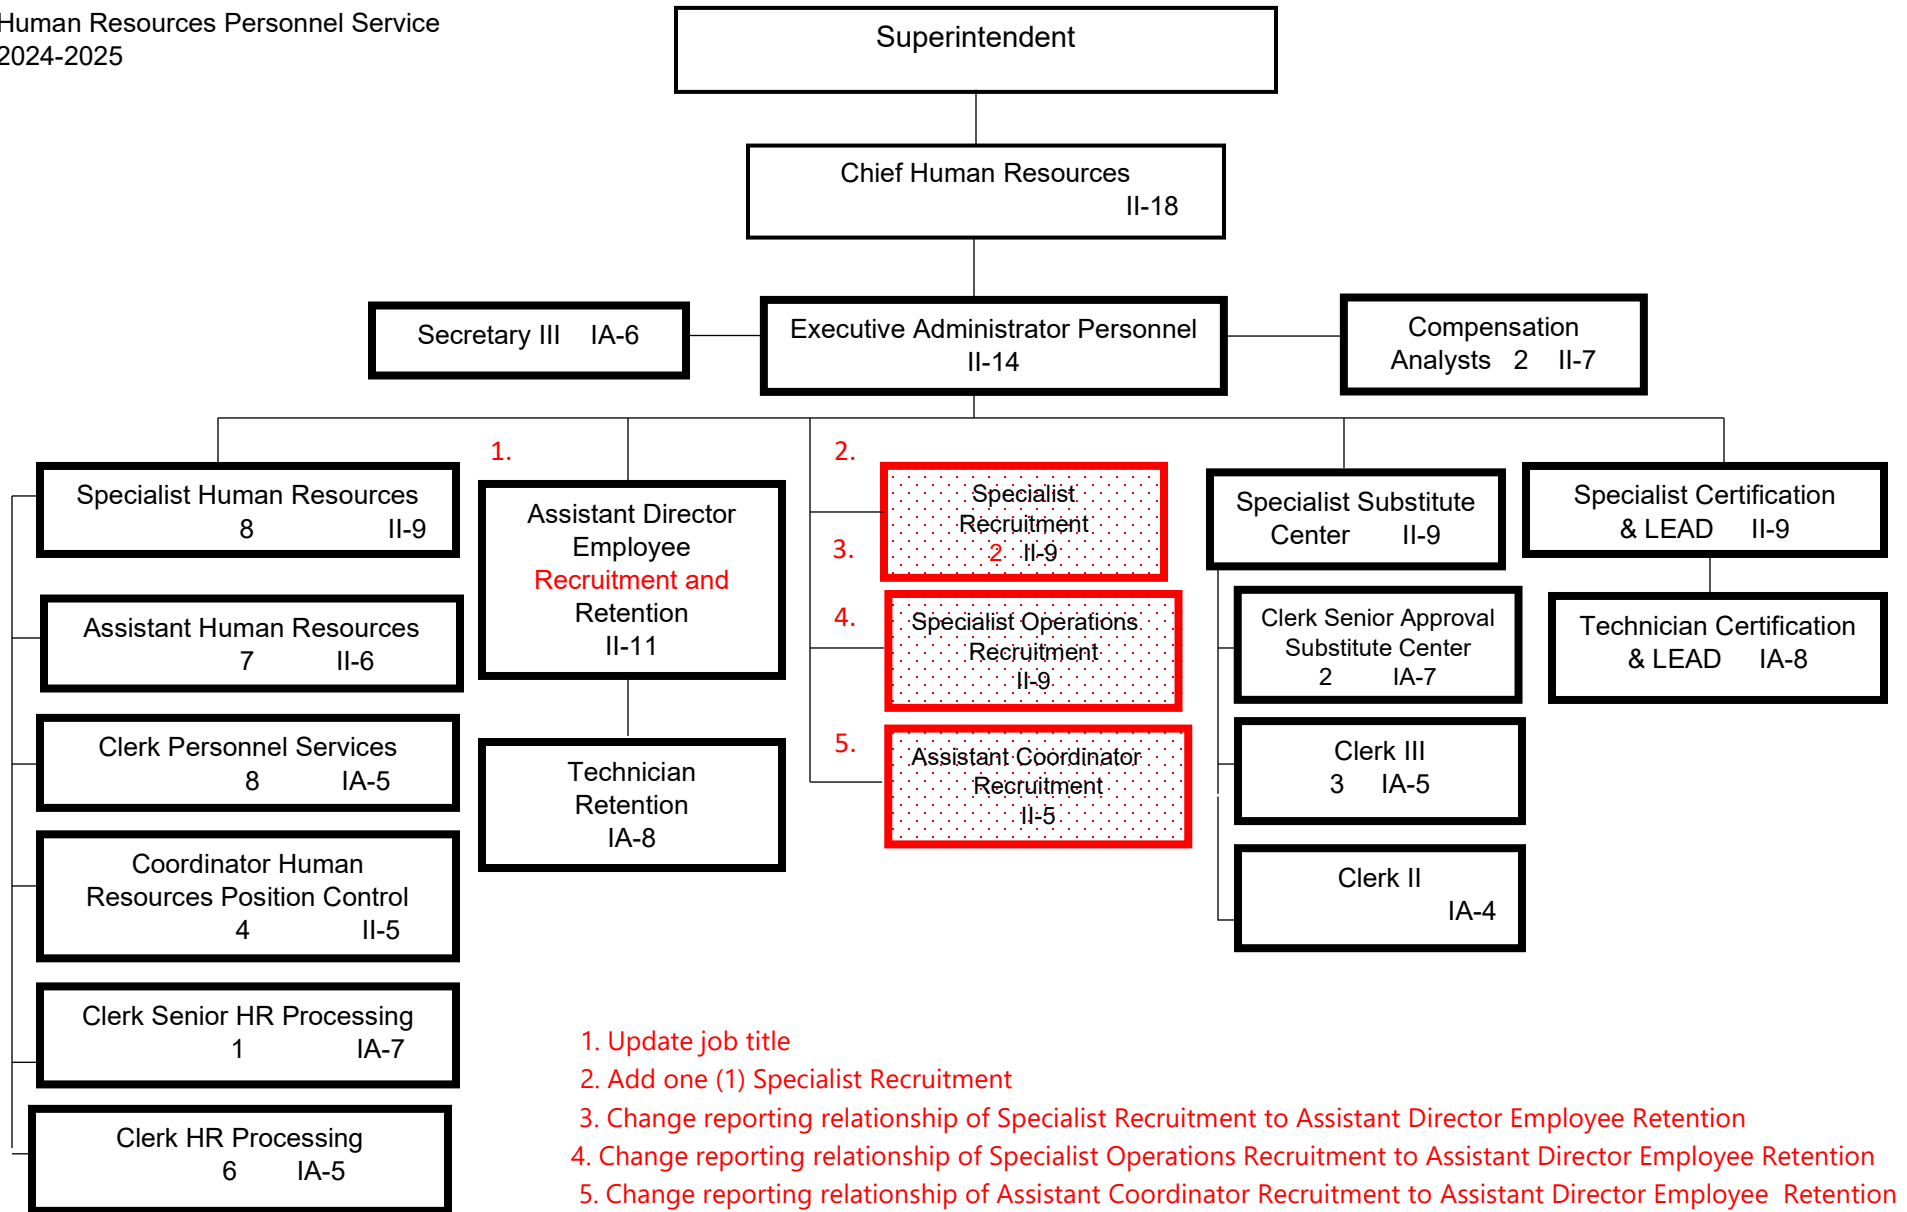 Human Resources Personnel Service
2024-2025
Superintendent
Chief Human Resources
II-18
Secretary III IA-6
Executive Administrator Personnel
II-14
Compensation
Analysts 2 II-7
Specialist Human Resources
8 II-9
Assistant Human Resources
7 II-6
Clerk Personnel Services
8 IA-5
Coordinator Human
Resources Position Control
4 II-5
Clerk Senior HR Processing
1 IA-7
Clerk HR Processing
6 IA-5
1.
Assistant Director
Employee
Recruitment and
Retention
II-11
Technician
Retention
IA-8
2.
Specialist
Recruitment
2 II-9
3.
4.
Specialist Operations
Recruitment
II-9
5.
Assistant Coordinator
Recruitment
II-5
Specialist Substitute
Center II-9
Clerk Senior Approval
Substitute Center
2 IA-7
Clerk III
3 IA-5
Clerk II
IA-4
Specialist Certification
& LEAD II-9
Technician Certification
& LEAD IA-8
1. Update job title
2. Add one (1) Specialist Recruitment
3. Change reporting relationship of Specialist Recruitment to Assistant Director Employee Retention
4. Change reporting relationship of Specialist Operations Recruitment to Assistant Director Employee Retention
5. Change reporting relationship of Assistant Coordinator Recruitment to Assistant Director Employee Retention